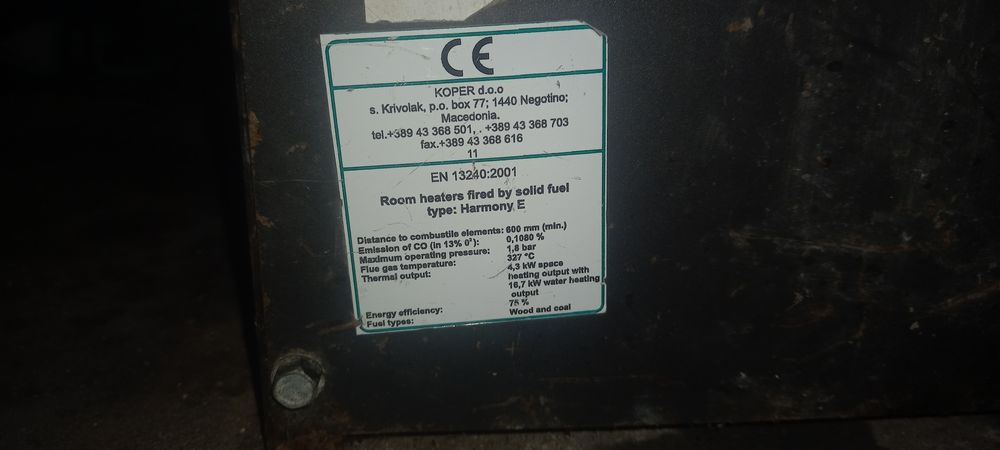 CE
KOPER d.o.o
s. Krivolak, p.o. box 77; 1440 Negotino;
Macedonia.
tel.+389 43 368 501, . +389 43 368 703
fax.+389 43 368 616
11
EN 13240:2001
Room heaters fired by solid fuel
type: Harmony E
Distance to combustile elements: 600 mm (min.)
Emission of CO (in 13% 0²): 0,1080 %
Maximum operating pressure: 1,8 bar
Flue gas temperature: 327 °C
Thermal output: 4,3 kW space
heating output with
16,7 kW water heating
output
Energy efficiency: 78 %
Fuel types: Wood and coal